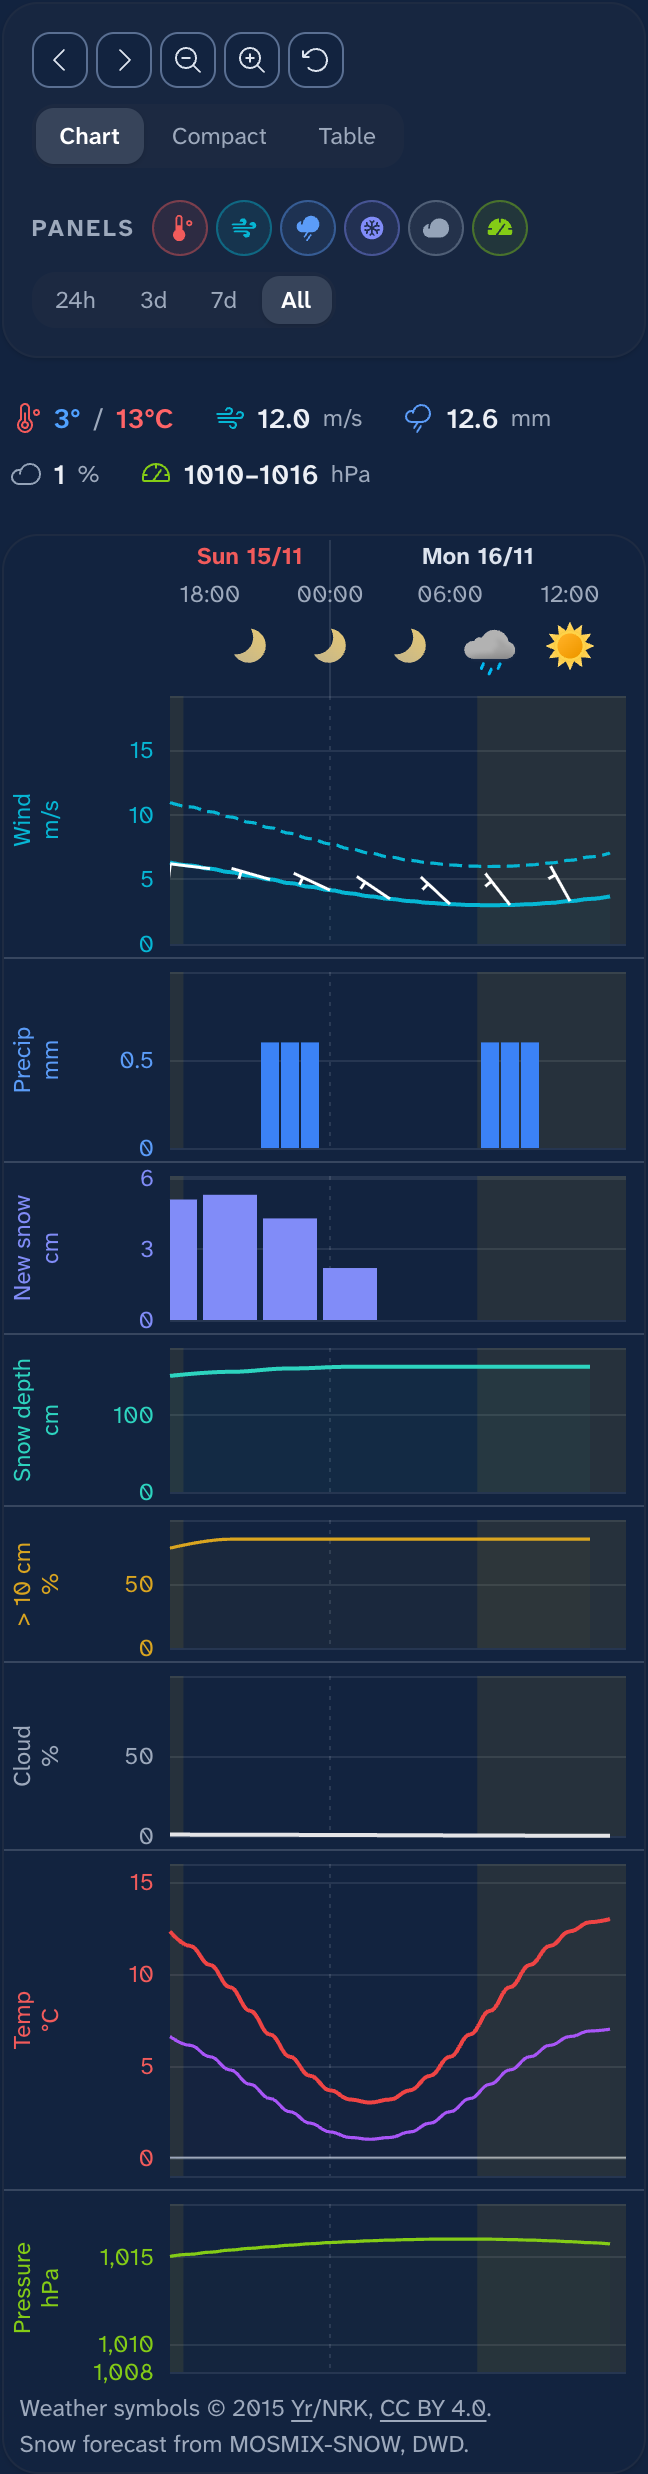 Chart Compact Table
PANELS
24h 3d 7d All
3° / 13°C 12.0 m/s 12.6 mm
1 % 1010–1016 hPa
Sun 15/11 Mon 16/11
18:00 00:00 06:00 12:00
Wind
m/s
15
10
5
0
Precip
mm
0.5
0
New snow
cm
6
3
0
Snow depth
cm
100
0
> 10 cm
%
50
0
Cloud
%
50
0
Temp
°C
15
10
5
0
Pressure
hPa
1,015
1,010
1,008
Weather symbols © 2015 Yr/NRK, CC BY 4.0.
Snow forecast from MOSMIX-SNOW, DWD.